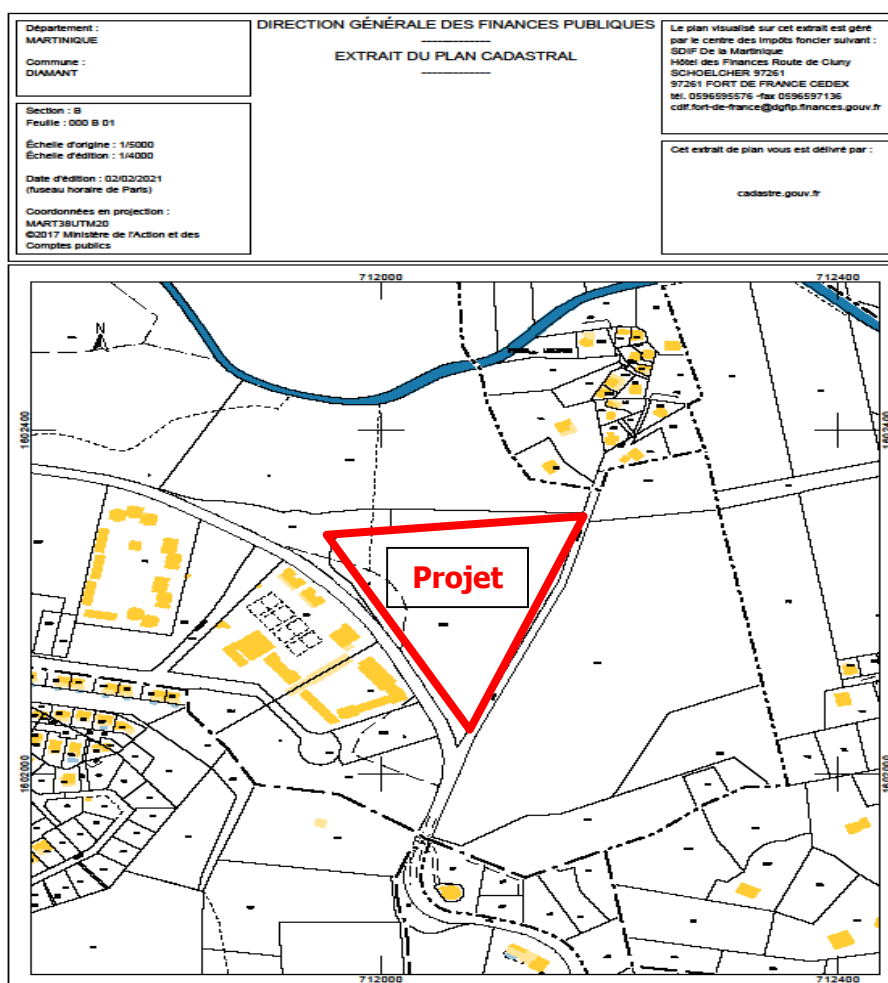 Département :
MARTINIQUE
Commune :
DIAMANT
Section : B
Feuille : 000 B 01
Échelle d'origine : 1/5000
Échelle d'édition : 1/4000
Date d'édition : 02/02/2021
(fuseau horaire de Paris)
Coordonnées en projection :
MART38UTM20
©2017 Ministère de l'Action et des
Comptes publics
DIRECTION GÉNÉRALE DES FINANCES PUBLIQUES
-------------
EXTRAIT DU PLAN CADASTRAL
-------------
Le plan visualisé sur cet extrait est géré
par le centre des impôts foncier suivant :
SDIF De la Martinique
Hôtel des Finances Route de Cluny
SCHOELCHER 97261
97261 FORT DE FRANCE CEDEX
tél. 0596595576 -fax 0596597136
cdif.fort-de-france@dgfip.finances.gouv.fr
Cet extrait de plan vous est délivré par :
cadastre.gouv.fr
712000
712400
N
1602400
1602400
Projet
1602000
1602000
712000
712400